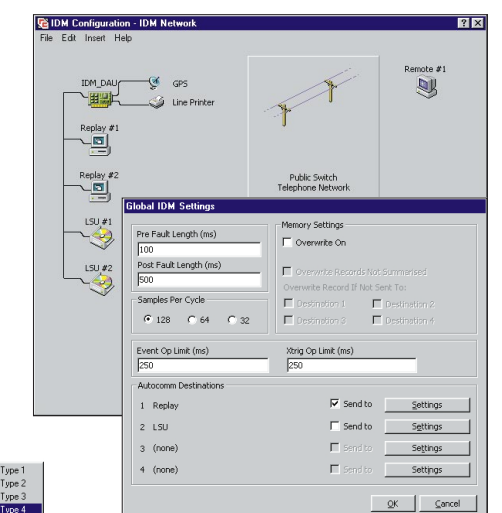 IDM Configuration - IDM Network
File Edit Insert Help
IDM_DAU
GPS
Line Printer
Remote #1
Replay #1
Replay #2
Public Switch
Telephone Network
LSU #1
LSU #2
Global IDM Settings
Pre Fault Length (ms)
100
Post Fault Length (ms)
500
Samples Per Cycle
128 64 32
Memory Settings
Overwrite On
Overwrite Records Not Summerised
Overwrite Record If Not Sent To:
Destination 1 Destination 2
Destination 3 Destination 4
Event Op Limit (ms)
250
Xtrig Op Limit (ms)
250
Autocomm Destinations
1 Replay Send to Settings
2 LSU Send to Settings
3 (none) Send to Settings
4 (none) Send to Settings
OK Cancel
Type 1
Type 2
Type 3
Type 4